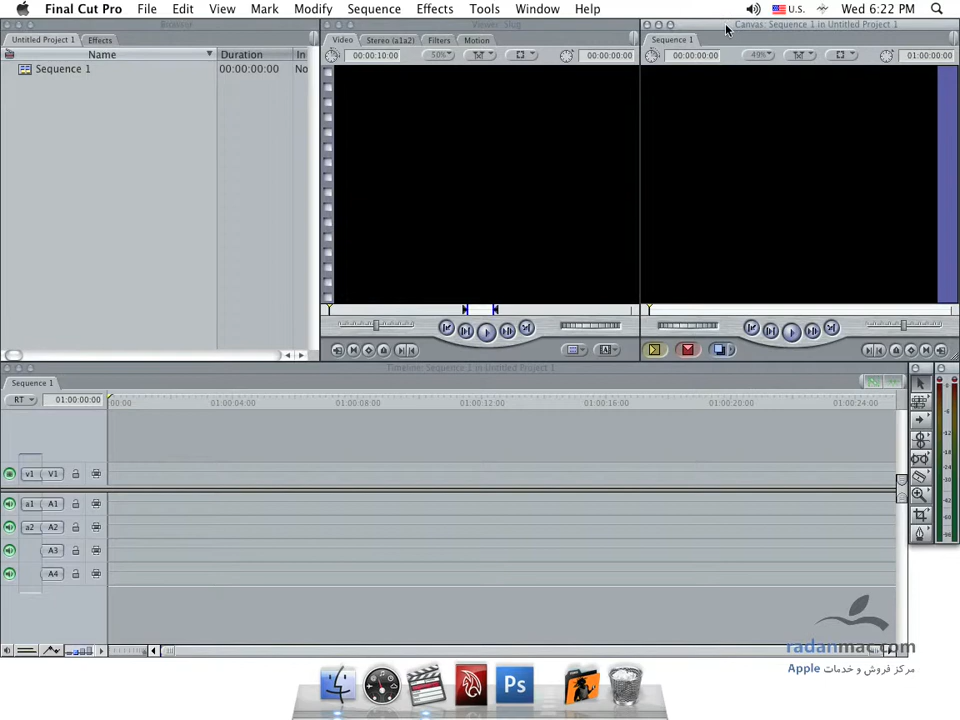 Final Cut Pro File Edit View Mark Modify Sequence Effects Tools Window Help U.S. Wed 6:22 PM
Browser
Viewer: Slug
Canvas: Sequence 1 in Untitled Project 1
Untitled Project 1 Effects
Video Stereo (a1a2) Filters Motion
Sequence 1
Name Duration In
00:00:10:00 50% 00:00:00:00
00:00:00:00 49% 01:00:00:00
Sequence 1 00:00:00:00 No
Timeline: Sequence 1 in Untitled Project 1
Sequence 1
RT 01:00:00:00 00:00 01:00:04:00 01:00:08:00 01:00:12:00 01:00:16:00 01:00:20:00 01:00:24:00
v1 V1
a1 A1
a2 A2
A3
A4
radanmac.com
مرکز فروش و خدمات Apple
Ps